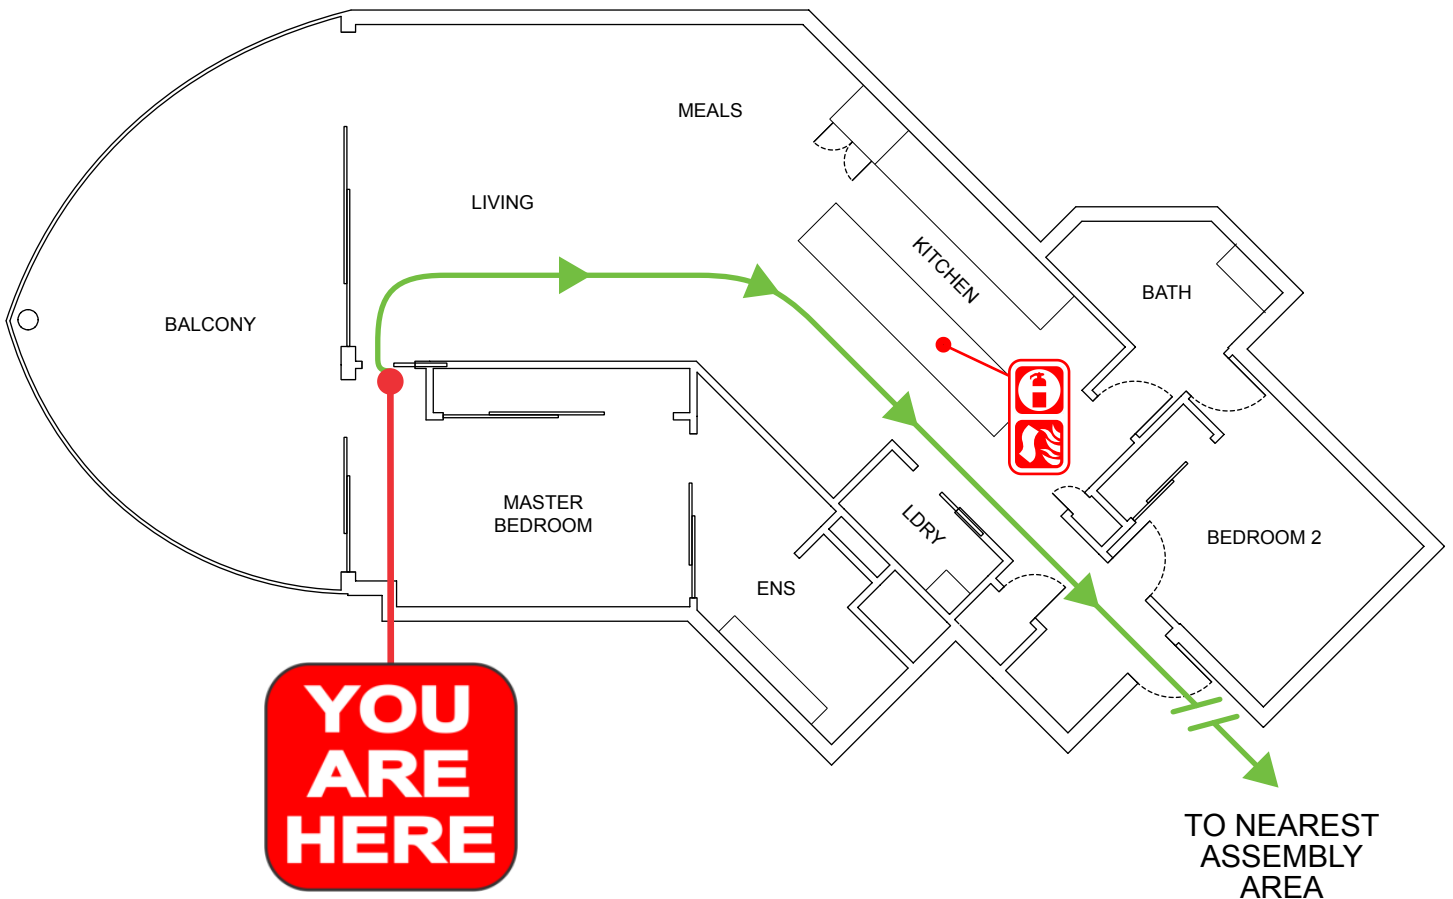 MEALS
LIVING
KITCHEN
BATH
BALCONY
MASTER
BEDROOM
LDRY
BEDROOM 2
ENS
YOU
ARE
HERE
TO NEAREST
ASSEMBLY
AREA